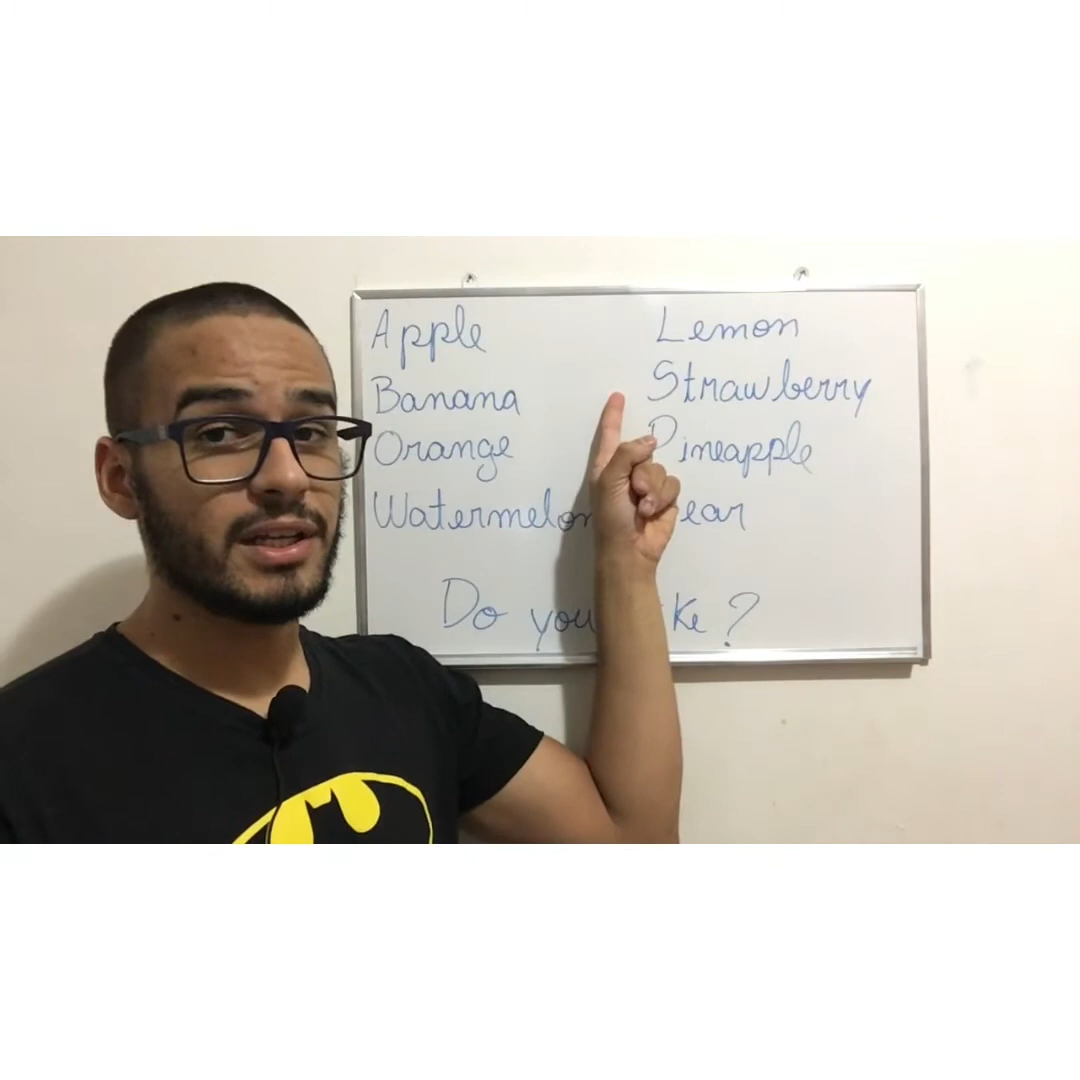 Apple
Banana
Orange
Watermelon
Lemon
Strawberry
Pineapple
Do you ?